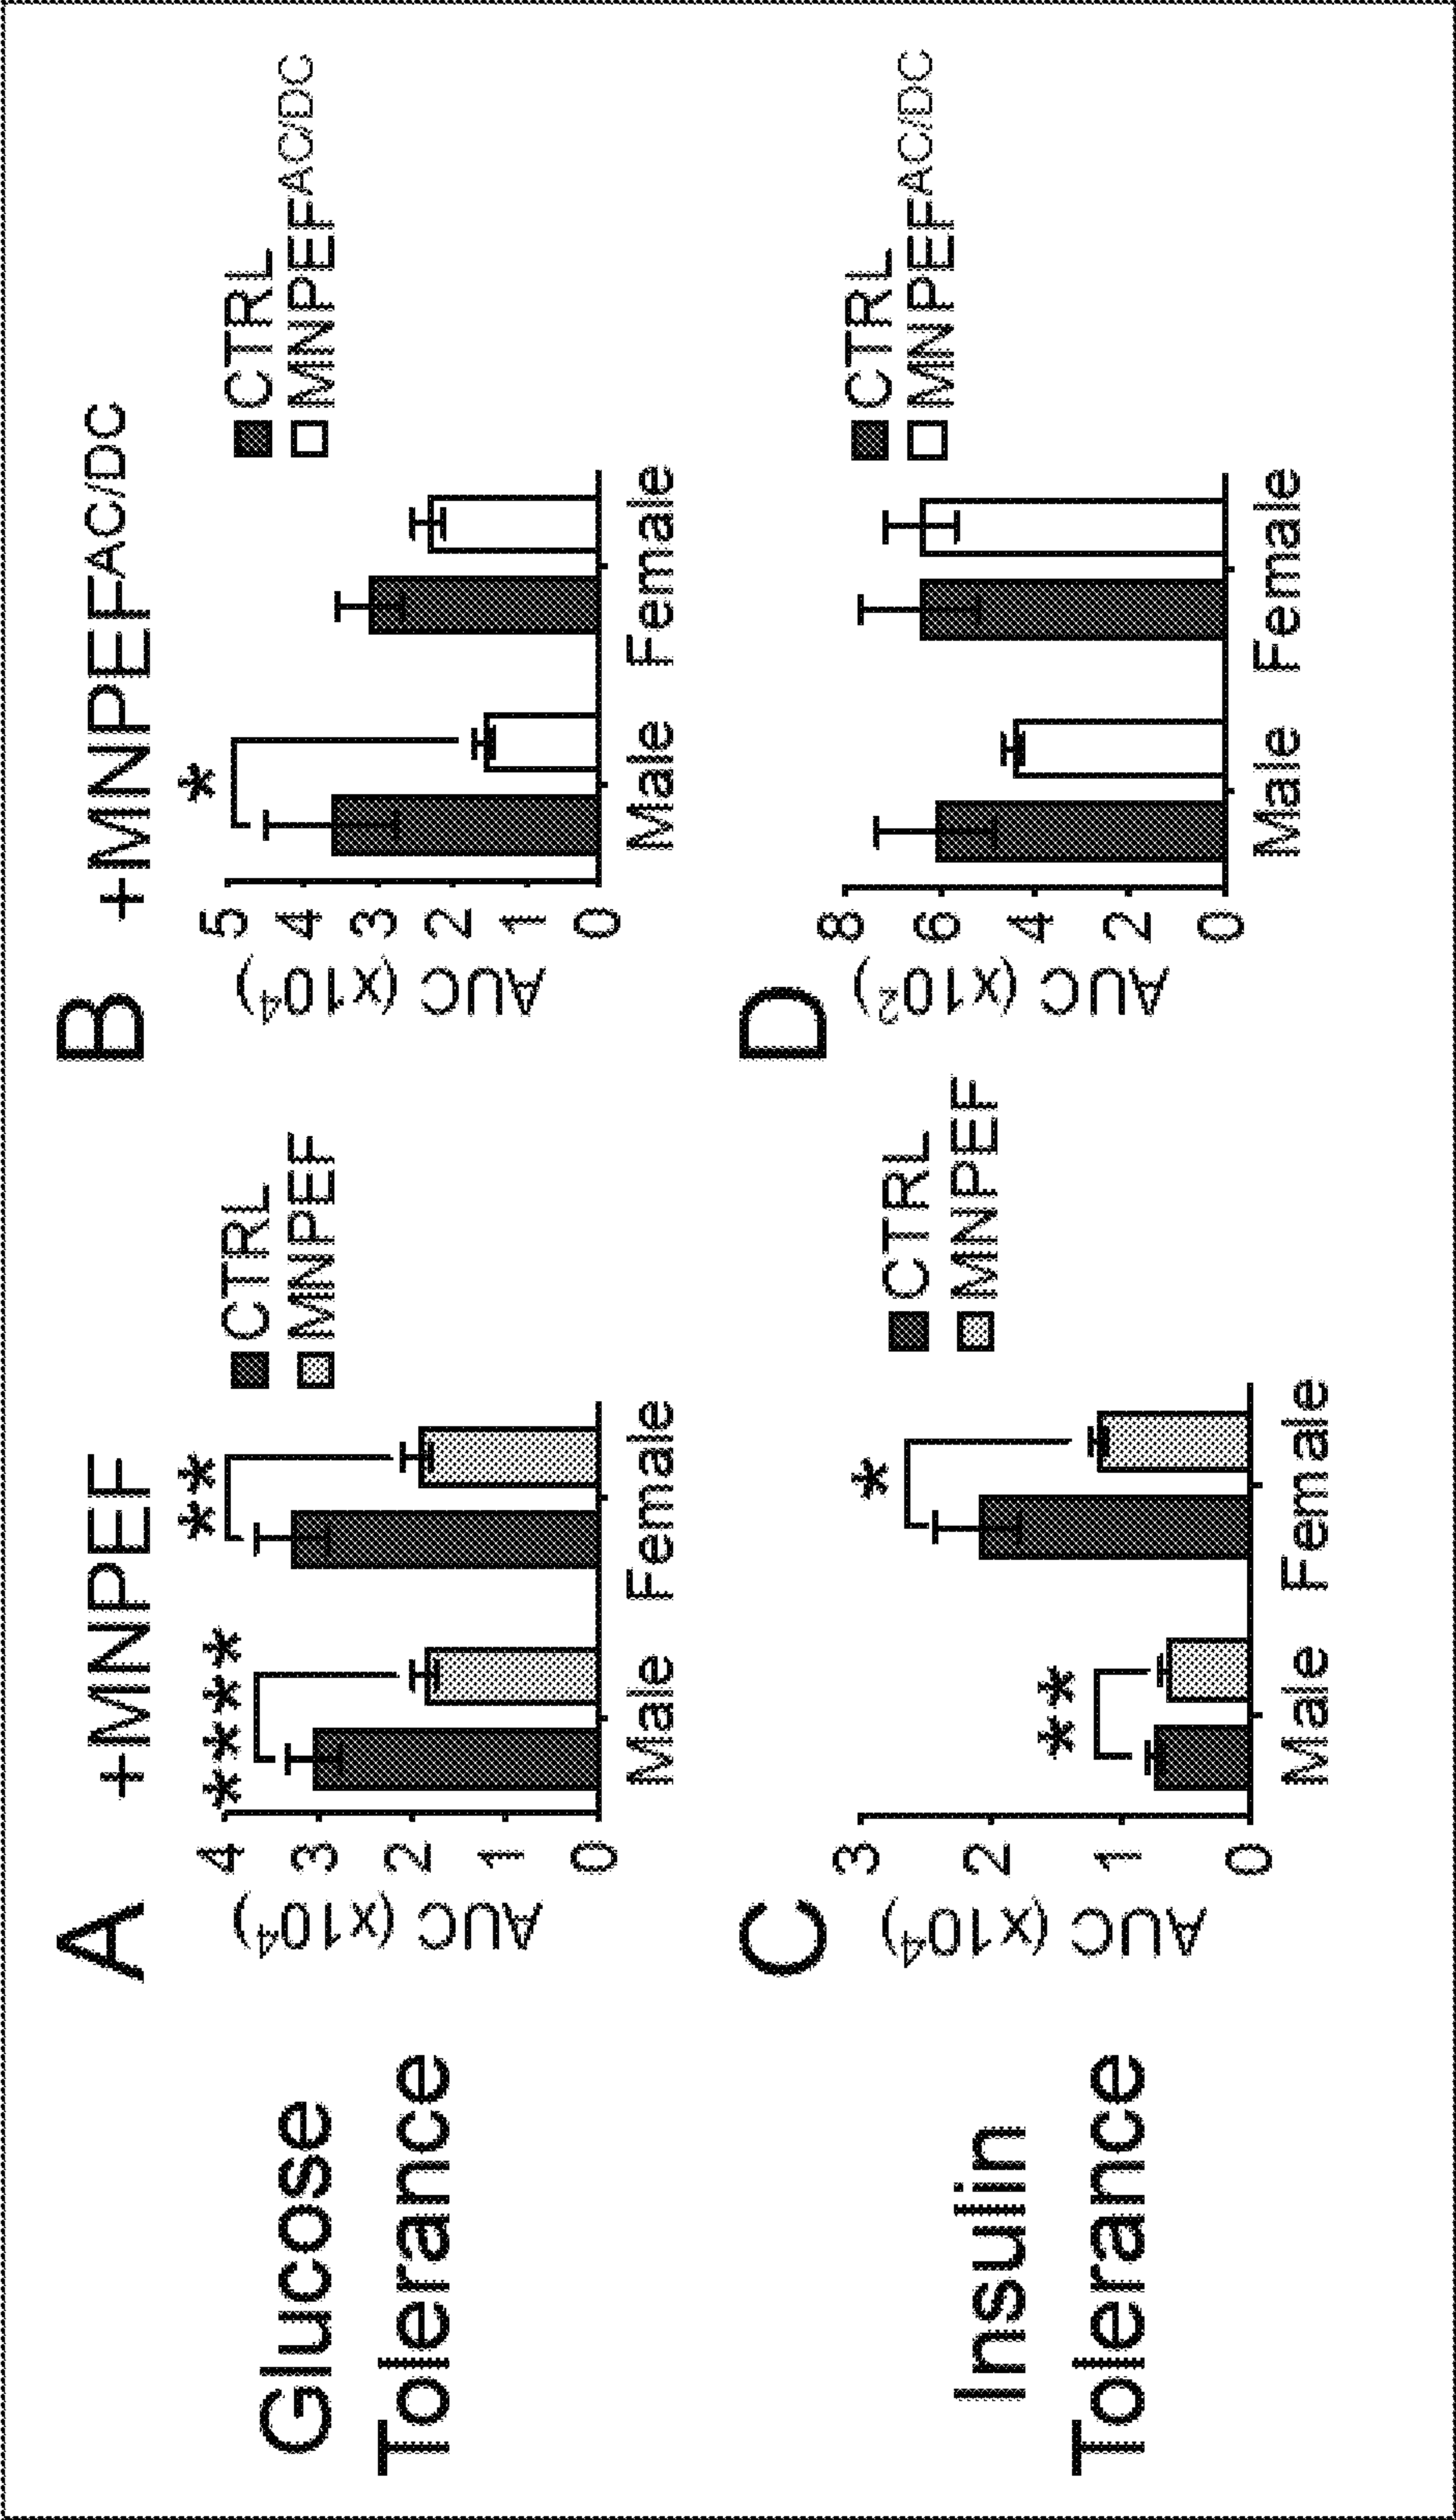 +MNPEF
+MNPEFAC/DC
Glucose
Tolerance
A
AUC (x10⁴)
4
3
2
1
0
****
**
Male
Female
CTRL
MNPEF
B
AUC (x10⁴)
5
4
3
2
1
0
*
Male
Female
CTRL
MNPEFAC/DC
Insulin
Tolerance
C
AUC (x10⁴)
3
2
1
0
**
*
Male
Female
CTRL
MNPEF
D
AUC (x10²)
8
6
4
2
0
Male
Female
CTRL
MNPEFAC/DC